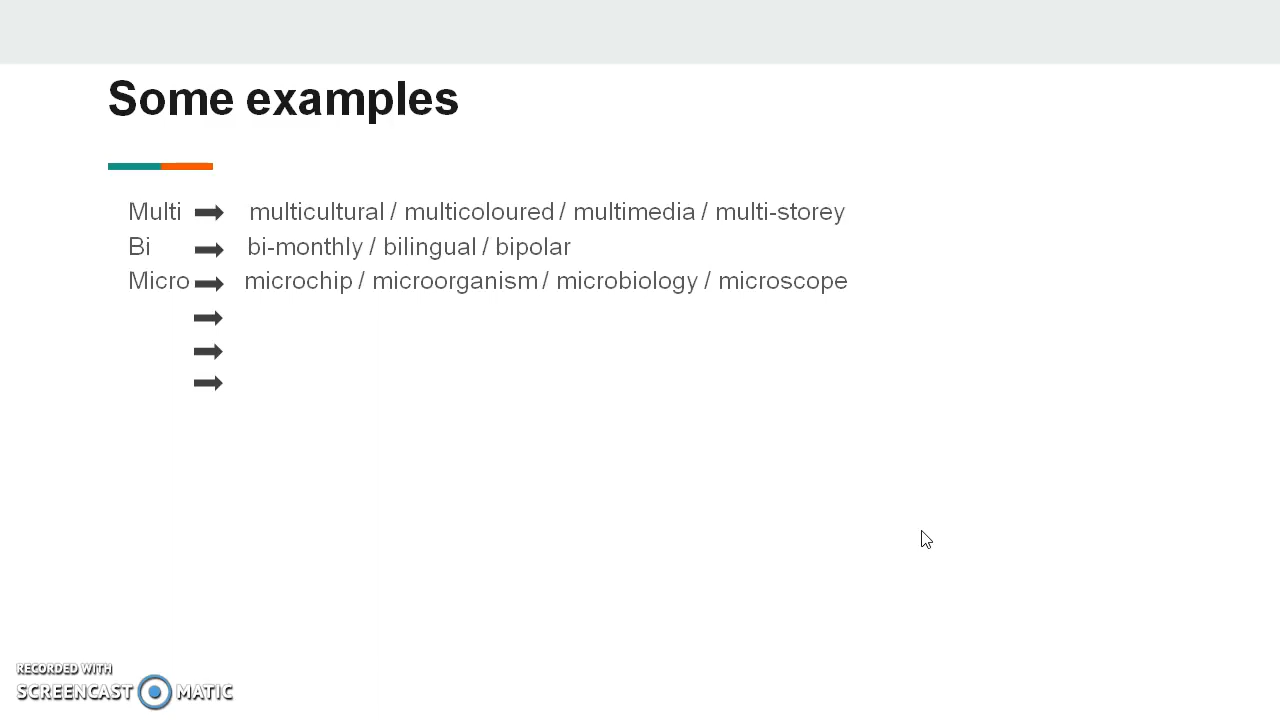 Some examples
Multi ➡ multicultural / multicoloured / multimedia / multi-storey
Bi ➡ bi-monthly / bilingual / bipolar
Micro ➡ microchip / microorganism / microbiology / microscope
➡
➡
➡
RECORDED WITH
SCREENCAST MATIC